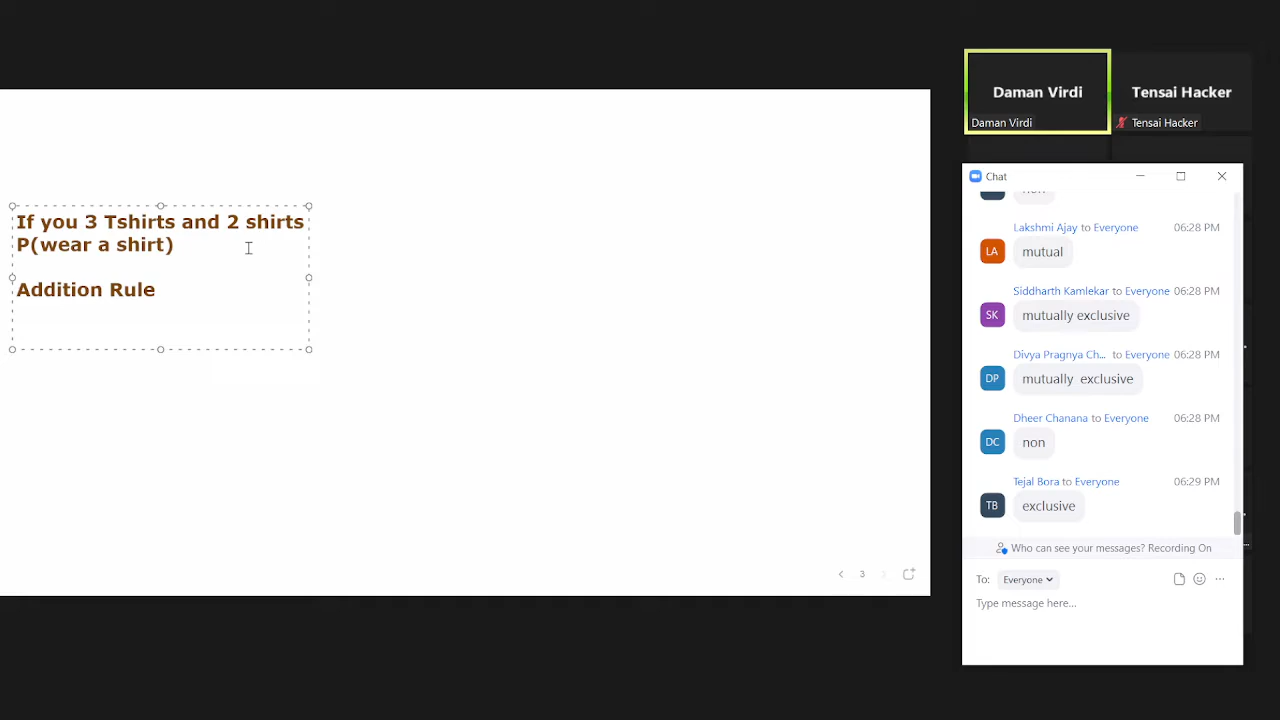 If you 3 Tshirts and 2 shirts
P(wear a shirt)
Addition Rule
3
Daman Virdi
Daman Virdi
Tensai Hacker
Tensai Hacker
Chat
Lakshmi Ajay to Everyone 06:28 PM
LA
mutual
Siddharth Kamlekar to Everyone 06:28 PM
SK
mutually exclusive
Divya Pragnya Ch... to Everyone 06:28 PM
DP
mutually exclusive
Dheer Chanana to Everyone 06:28 PM
DC
non
Tejal Bora to Everyone 06:29 PM
TB
exclusive
Who can see your messages? Recording On
To: Everyone
Type message here...